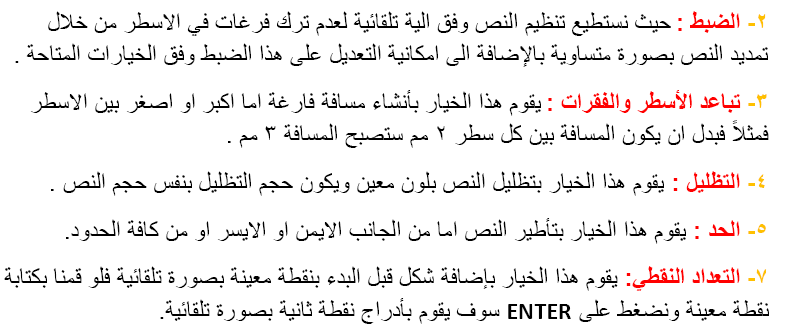 ٢- الضبط : حيث نستطيع تنظيم النص وفق الية تلقائية لعدم ترك فرغات في الاسطر من خلال
تمديد النص بصورة متساوية بالإضافة الى امكانية التعديل على هذا الضبط وفق الخيارات المتاحة .
٣- تباعد الأسطر والفقرات : يقوم هذا الخيار بأنشاء مسافة فارغة اما اكبر او اصغر بين الاسطر
فمثلاً فبدل ان يكون المسافة بين كل سطر ٢ مم ستصبح المسافة ٣ مم .
٤- التظليل : يقوم هذا الخيار بتظليل النص بلون معين ويكون حجم التظليل بنفس حجم النص .
٥- الحد : يقوم هذا الخيار بتأطير النص اما من الجانب الايمن او الايسر او من كافة الحدود.
٧- التعداد النقطي: يقوم هذا الخيار بإضافة شكل قبل البدء بنقطة معينة بصورة تلقائية فلو قمنا بكتابة
نقطة معينة ونضغط على ENTER سوف يقوم بأدراج نقطة ثانية بصورة تلقائية.